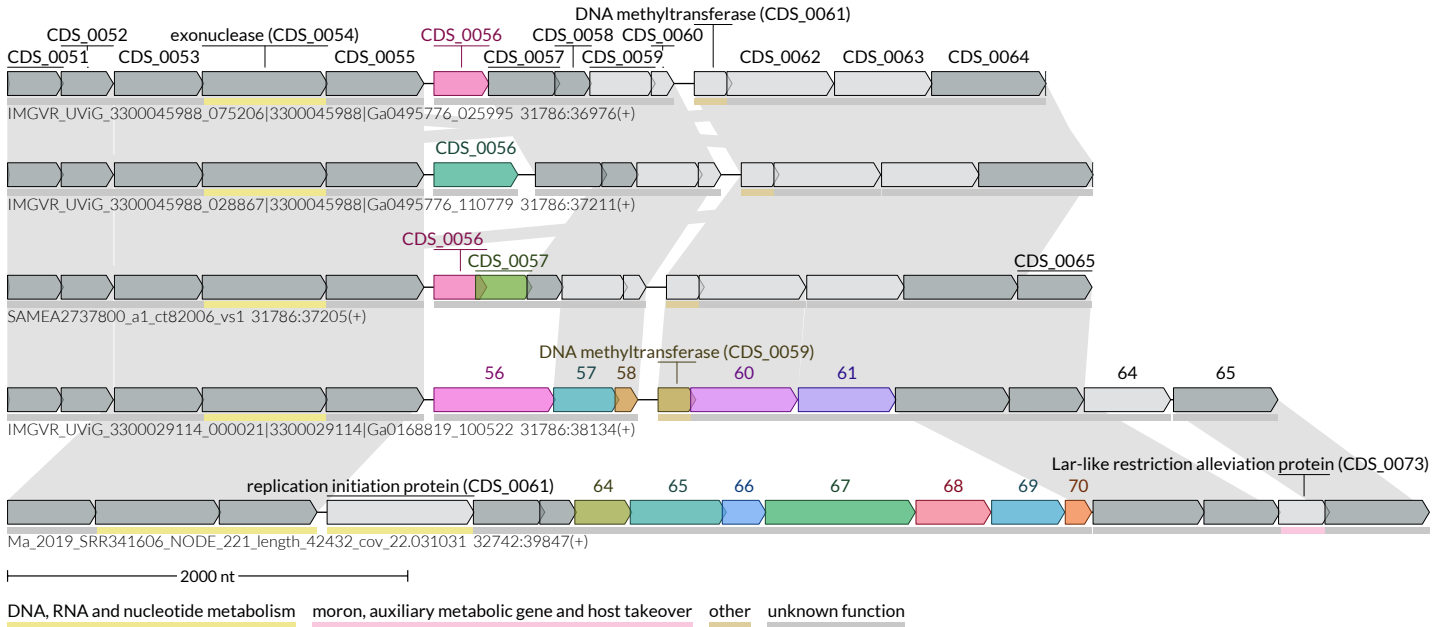 DNA methyltransferase (CDS_0061)
CDS_0052 exonuclease (CDS_0054) CDS_0056 CDS_0058 CDS_0060
CDS_0051 CDS_0053 CDS_0055 CDS_0057 CDS_0059 CDS_0062 CDS_0063 CDS_0064
IMGVR_UViG_3300045988_075206|3300045988|Ga0495776_025995 31786:36976(+)
CDS_0056
IMGVR_UViG_3300045988_028867|3300045988|Ga0495776_110779 31786:37211(+)
CDS_0056
CDS_0057 CDS_0065
SAMEA2737800_a1_ct82006_vs1 31786:37205(+)
DNA methyltransferase (CDS_0059)
56 57 58 60 61 64 65
IMGVR_UViG_3300029114_000021|3300029114|Ga0168819_100522 31786:38134(+)
Lar-like restriction alleviation protein (CDS_0073)
replication initiation protein (CDS_0061) 64 65 66 67 68 69 70
Ma_2019_SRR341606_NODE_221_length_42432_cov_22.031031 32742:39847(+)
2000 nt
DNA, RNA and nucleotide metabolism moron, auxiliary metabolic gene and host takeover other unknown function